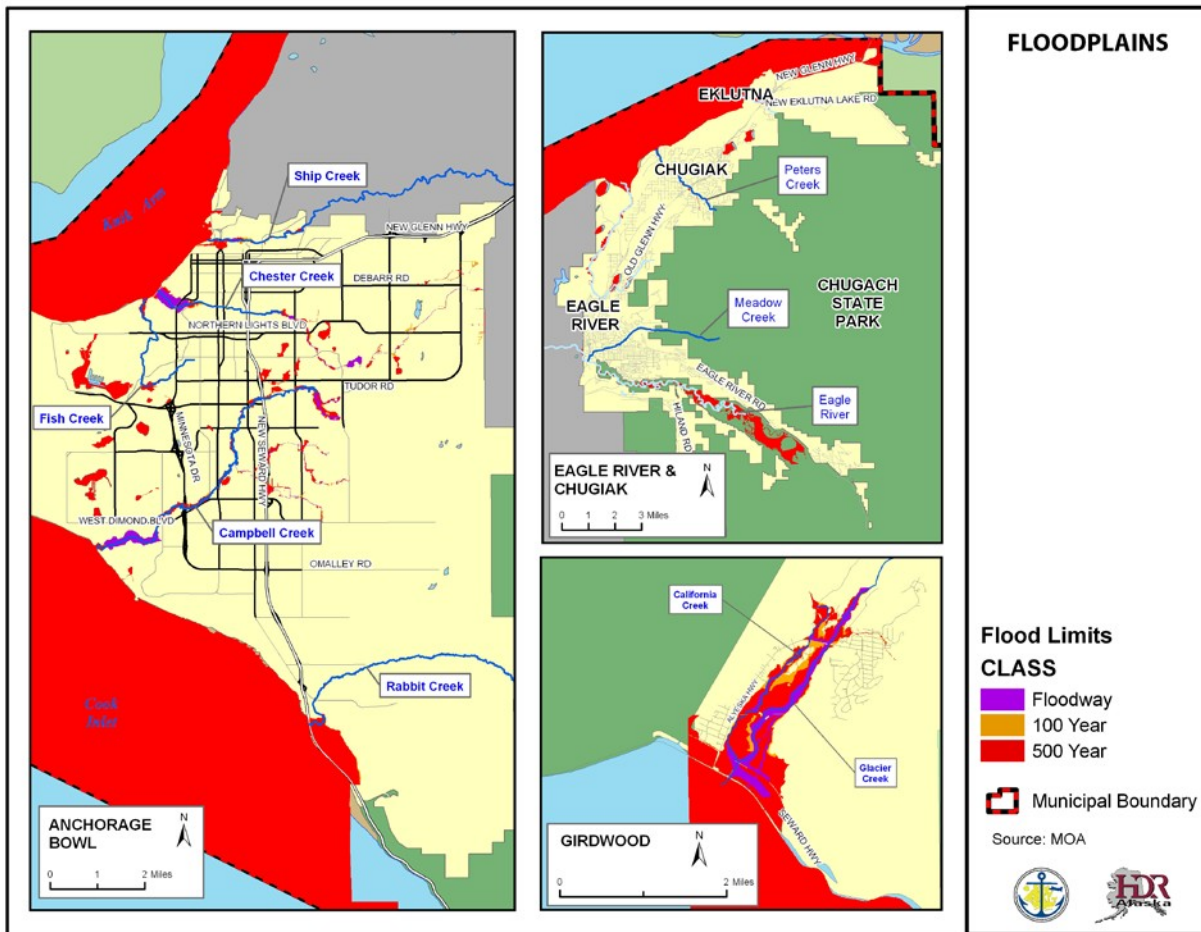 FLOODPLAINS
Knik Arm
Ship Creek
NEW GLENN HWY
Chester Creek
DEBARR RD
NORTHERN LIGHTS BLVD
TUDOR RD
Fish Creek
MINNESOTA DR
NEW SEWARD HWY
WEST DIMOND BLVD
Campbell Creek
OMALLEY RD
Rabbit Creek
Cook
Inlet
ANCHORAGE
BOWL
N
0 1 2 Miles
NEW GLENN HWY
EKLUTNA
NEW EKLUTNA LAKE RD
CHUGIAK
Peters
Creek
OLD GLENN HWY
EAGLE
RIVER
Meadow
Creek
CHUGACH
STATE
PARK
EAGLE RIVER RD
Eagle
River
HILAND RD
EAGLE RIVER &
CHUGIAK
N
0 1 2 3 Miles
California
Creek
ALYESKA HWY
Glacier
Creek
SEWARD HWY
GIRDWOOD
N
0 1 2 Miles
Flood Limits
CLASS
Floodway
100 Year
500 Year
Municipal Boundary
Source: MOA
HDR
Alaska